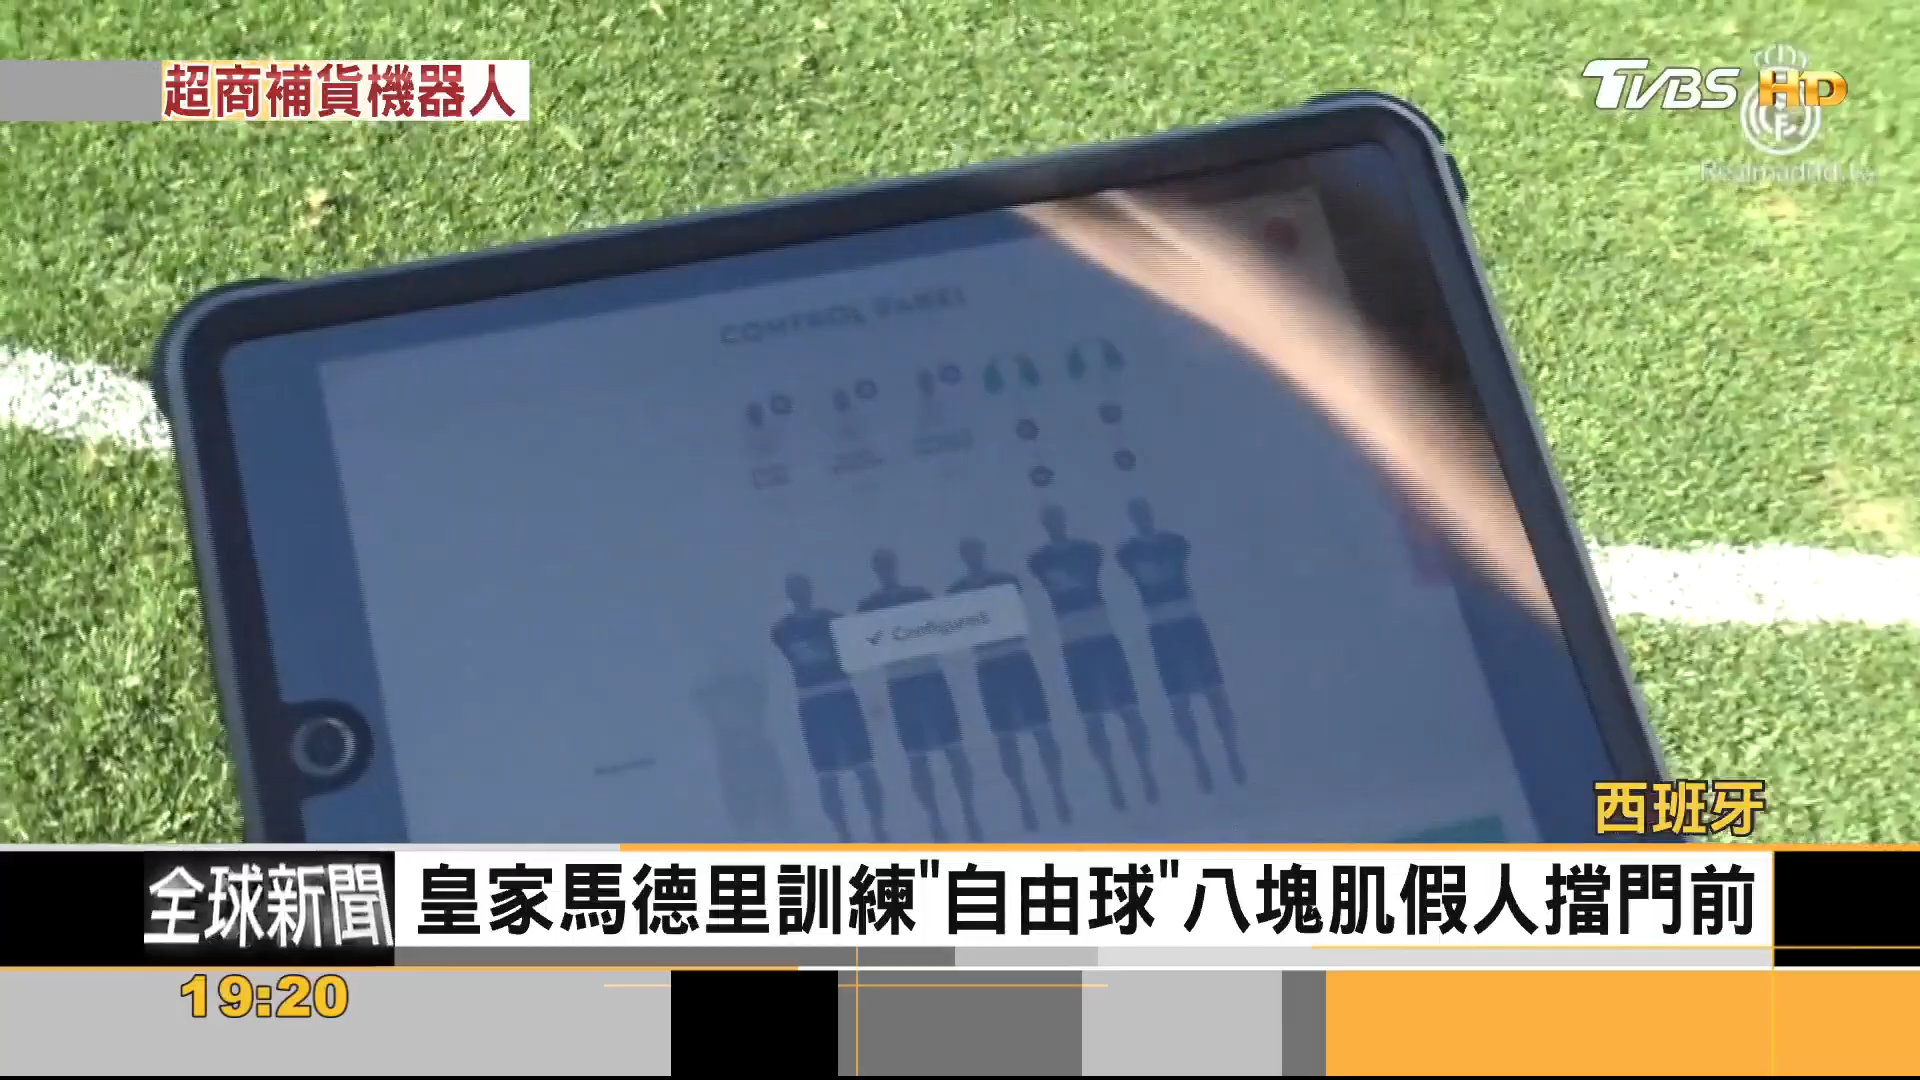 超商補貨機器人
TVBS HD
Realmadrid.tv
CONTROL PANEL
✓ Configured
西班牙
全球新聞
皇家馬德里訓練"自由球"八塊肌假人擋門前
19:20